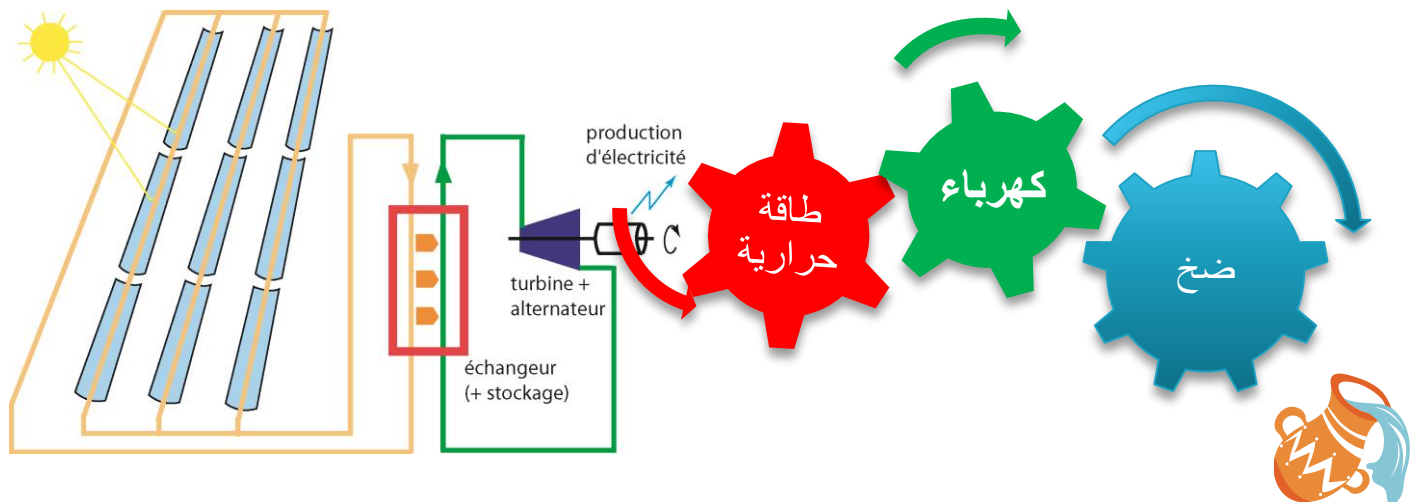 production
d'électricité
turbine +
alternateur
échangeur
(+ stockage)
طاقة
حرارية
كهرباء
ضخ